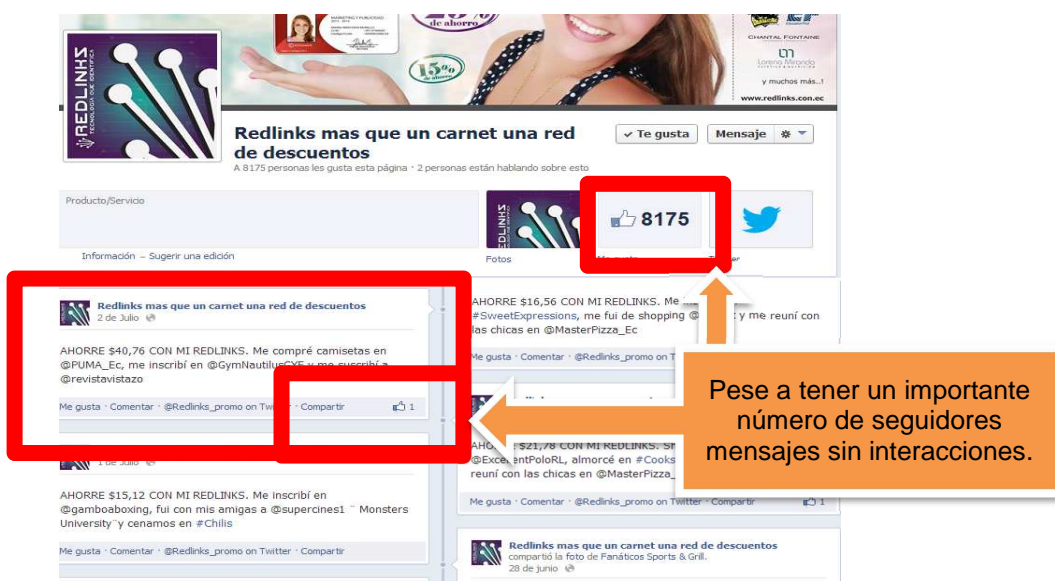 REDLINKS
TECNOLOGÍA QUE IDENTIFICA
MARKETING Y PUBLICIDAD
de ahorro
15%
de ahorro
CHANTAL FONTAINE
Lorena Miranda
y muchos más..!
www.redlinks.con.ec
Redlinks mas que un carnet una red
de descuentos
A 8175 personas les gusta esta página · 2 personas están hablando sobre esto
Te gusta
Mensaje
Producto/Servicio
8175
Información – Sugerir una edición
Fotos
Redlinks mas que un carnet una red de descuentos
2 de Julio
AHORRE $40,76 CON MI REDLINKS. Me compré camisetas en
@PUMA_Ec, me inscribí en @GymNautilusGYE y me suscribí a
@revistavistazo
Me gusta · Comentar · @Redlinks_promo on Twitter · Compartir 1
1 de Julio
AHORRE $15,12 CON MI REDLINKS. Me inscribí en
@gamboaboxing, fui con mis amigas a @supercines1 ¨ Monsters
University¨y cenamos en #Chilis
Me gusta · Comentar · @Redlinks_promo on Twitter · Compartir
AHORRE $16,56 CON MI REDLINKS. Me
#SweetExpressions, me fui de shopping @ y me reuní con
las chicas en @MasterPizza_Ec
Me gusta · Comentar · @Redlinks_promo on
$21,78 CON MI REDLINKS.
almorcé en #Cooks
reuní con las chicas en @MasterPizza_
Me gusta · Comentar · @Redlinks_promo on Twitter · Compartir 1
Redlinks mas que un carnet una red de descuentos
compartió la foto de Fanáticos Sports & Grill.
28 de junio
Pese a tener un importante
número de seguidores
mensajes sin interacciones.